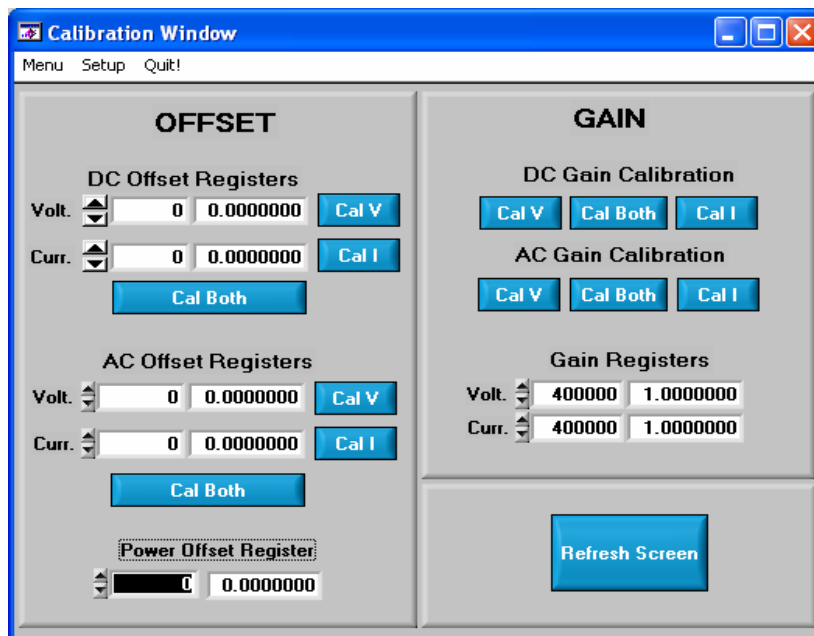 Calibration Window
Menu Setup Quit!
OFFSET
DC Offset Registers
Volt. 0 0.0000000 Cal V
Curr. 0 0.0000000 Cal I
Cal Both
AC Offset Registers
Volt. 0 0.0000000 Cal V
Curr. 0 0.0000000 Cal I
Cal Both
Power Offset Register
0 0.0000000
GAIN
DC Gain Calibration
Cal V Cal Both Cal I
AC Gain Calibration
Cal V Cal Both Cal I
Gain Registers
Volt. 400000 1.0000000
Curr. 400000 1.0000000
Refresh Screen